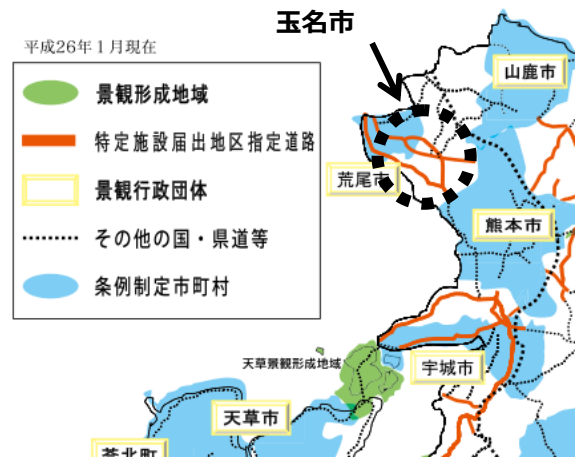 玉名市
平成26年1月現在
山鹿市
景観形成地域
特定施設届出地区指定道路
荒尾市
景観行政団体
熊本市
その他の国・県道等
条例制定市町村
天草景観形成地域
宇城市
天草市
苓北町